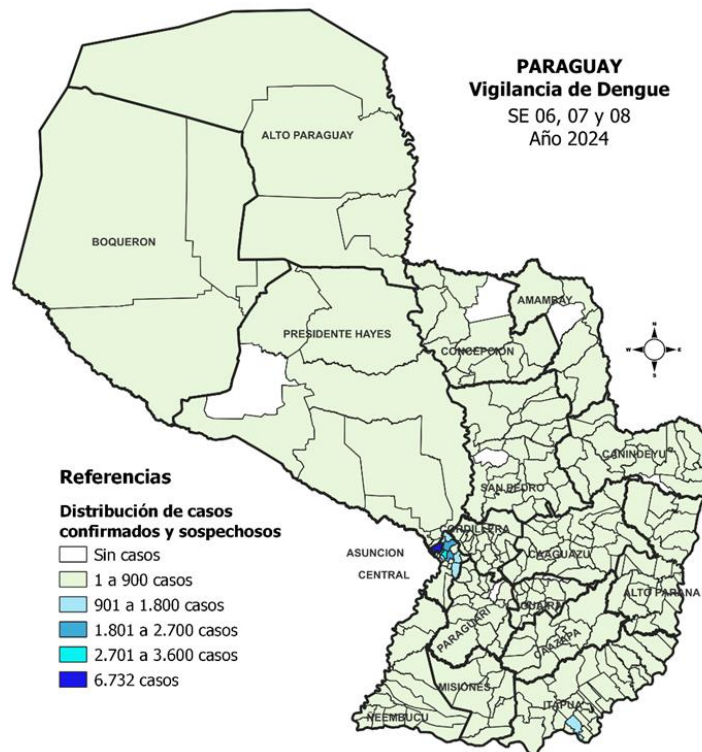 PARAGUAY
Vigilancia de Dengue
SE 06, 07 y 08
Año 2024
ALTO PARAGUAY
BOQUERON
PRESIDENTE HAYES
AMAMBAY
CONCEPCIÓN
N
W E
S
CANINDEYU
SAN PEDRO
Referencias
Distribución de casos
confirmados y sospechosos
Sin casos
1 a 900 casos
901 a 1.800 casos
1.801 a 2.700 casos
2.701 a 3.600 casos
6.732 casos
ORDILLERA
ASUNCION
CENTRAL
CAAGUAZU
ALTO PARANA
GUAIRA
PARAGUARI
CAAZAPA
MISIONES
ITAPUA
ÑEEMBUCU